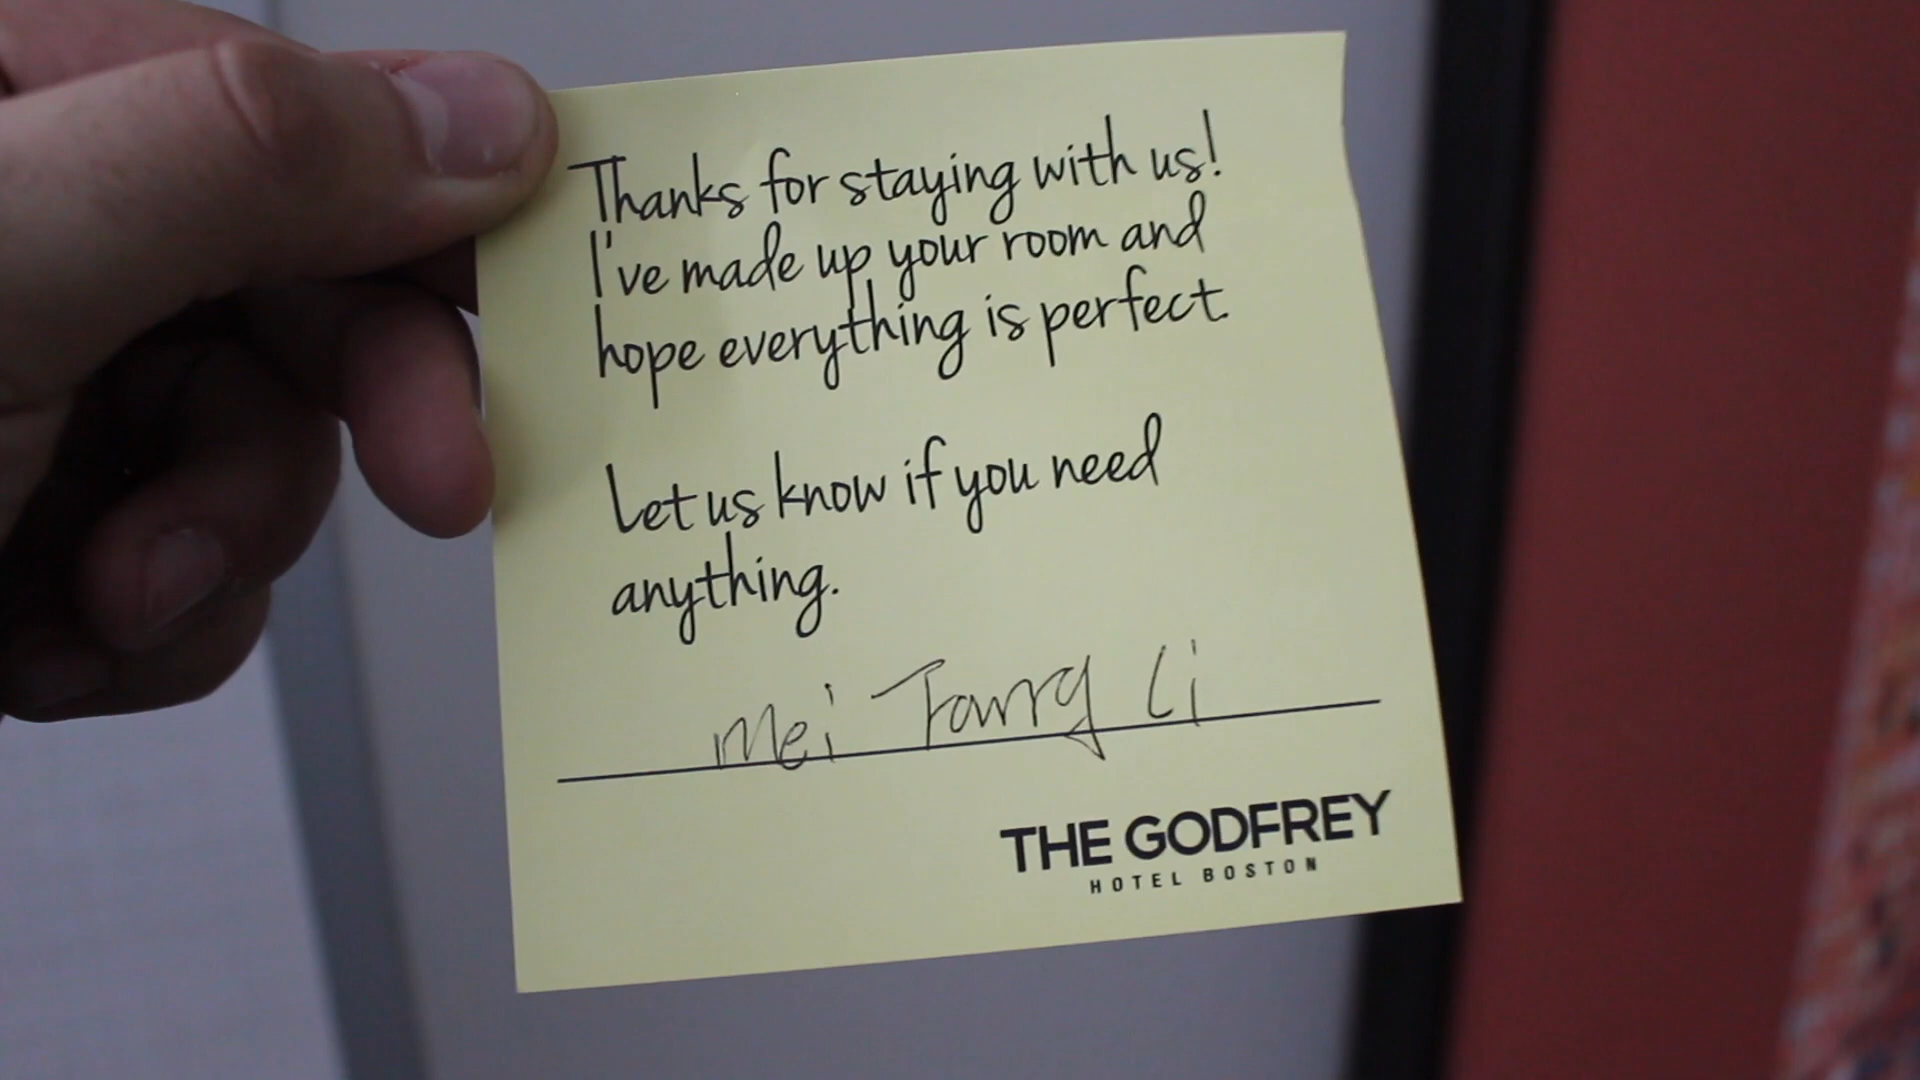 Thanks for staying with us!
I've made up your room and
hope everything is perfect.
Let us know if you need
anything.
Mei Li
THE GODFREY
HOTEL BOSTON